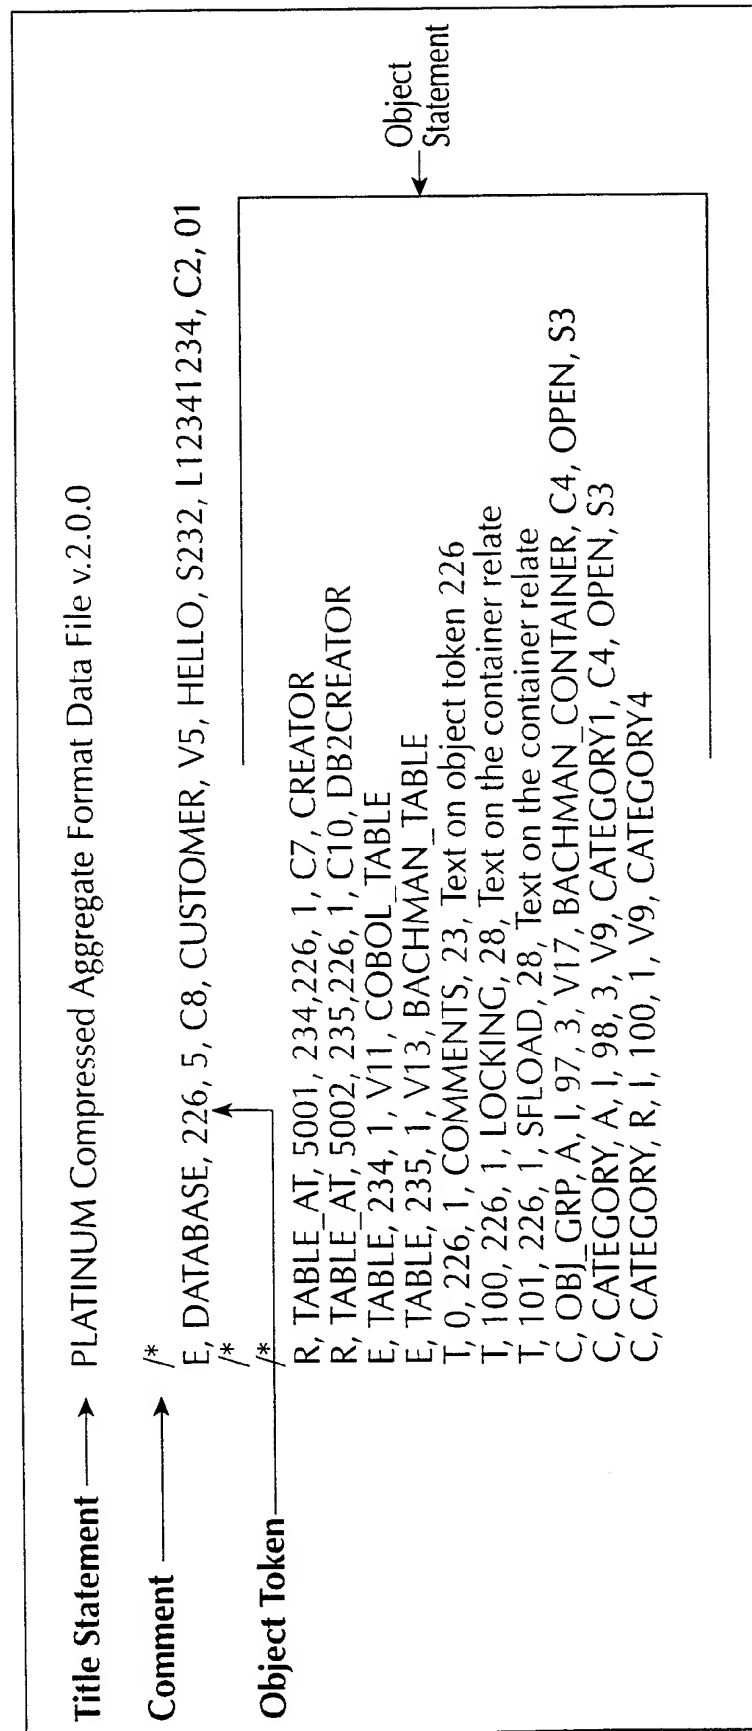 Title Statement PLATINUM Compressed Aggregate Format Data File v.2.0.0
Comment /*
E, DATABASE, 226, 5, C8, CUSTOMER, V5, HELLO, S232, L12341234, C2, 01
/*
Object Token /*
R, TABLE_AT, 5001, 234,226, 1, C7, CREATOR
R, TABLE_AT, 5002, 235,226, 1, C10, DB2CREATOR
E, TABLE, 234, 1, V11, COBOL_TABLE
E, TABLE, 235, 1, V13, BACHMAN_TABLE
T, 0, 226, 1, COMMENTS, 23, Text on object token 226
T, 100, 226, 1, LOCKING, 28, Text on the container relate
T, 101, 226, 1, SFLOAD, 28, Text on the container relate
C, OBJ_GRP, A, I, 97, 3, V17, BACHMAN_CONTAINER, C4, OPEN, S3
C, CATEGORY, A, I, 98, 3, V9, CATEGORY1, C4, OPEN, S3
C, CATEGORY, R, I, 100, 1, V9, CATEGORY4
Object
Statement